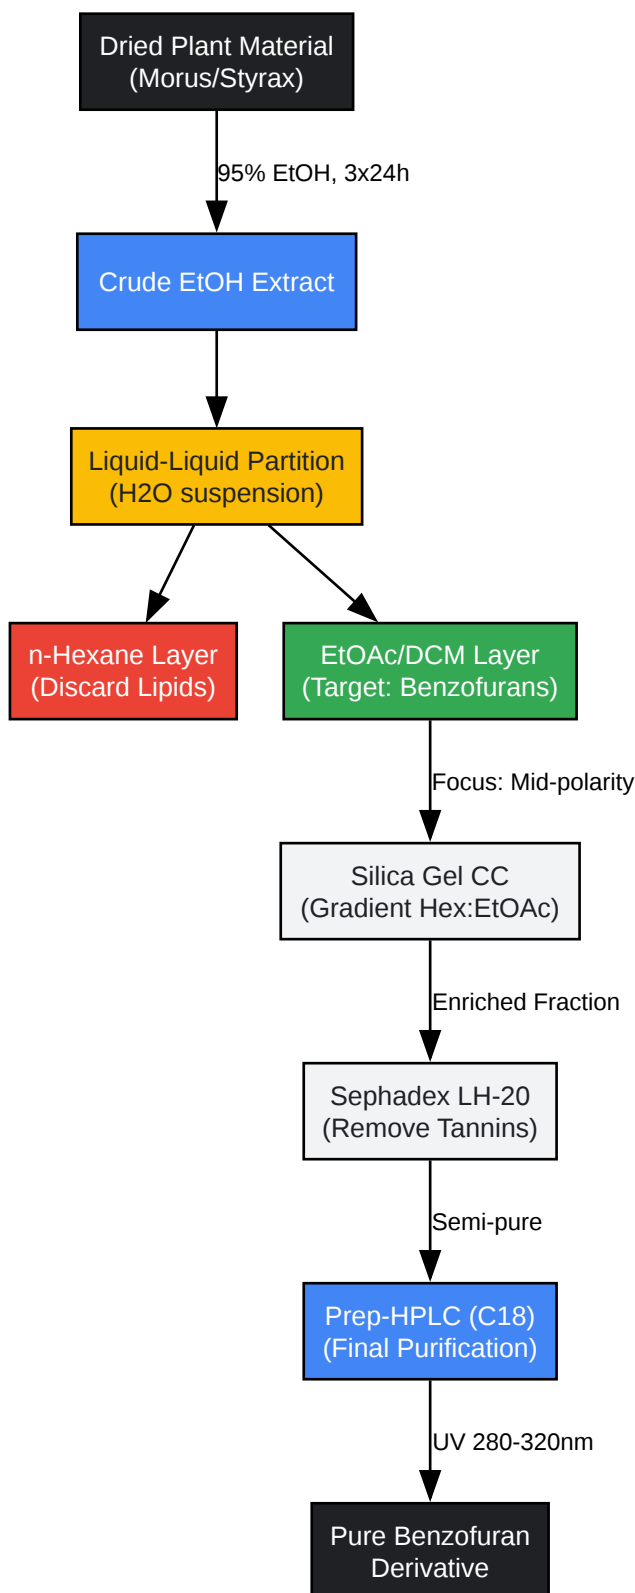 Dried Plant Material
(Morus/Styrax)
95% EtOH, 3x24h
Crude EtOH Extract
Liquid-Liquid Partition
(H2O suspension)
n-Hexane Layer
(Discard Lipids)
EtOAc/DCM Layer
(Target: Benzofurans)
Focus: Mid-polarity
Silica Gel CC
(Gradient Hex:EtOAc)
Enriched Fraction
Sephadex LH-20
(Remove Tannins)
Semi-pure
Prep-HPLC (C18)
(Final Purification)
UV 280-320nm
Pure Benzofuran
Derivative